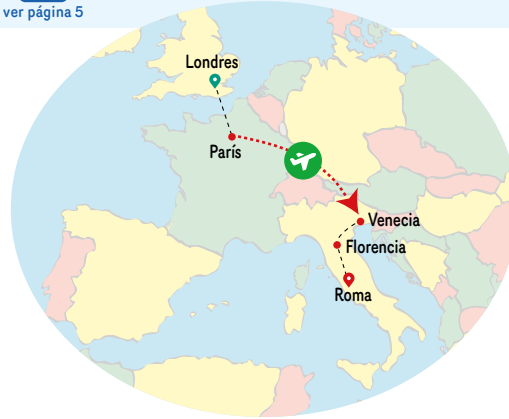 ver página 5
Londres
París
Venecia
Florencia
Roma